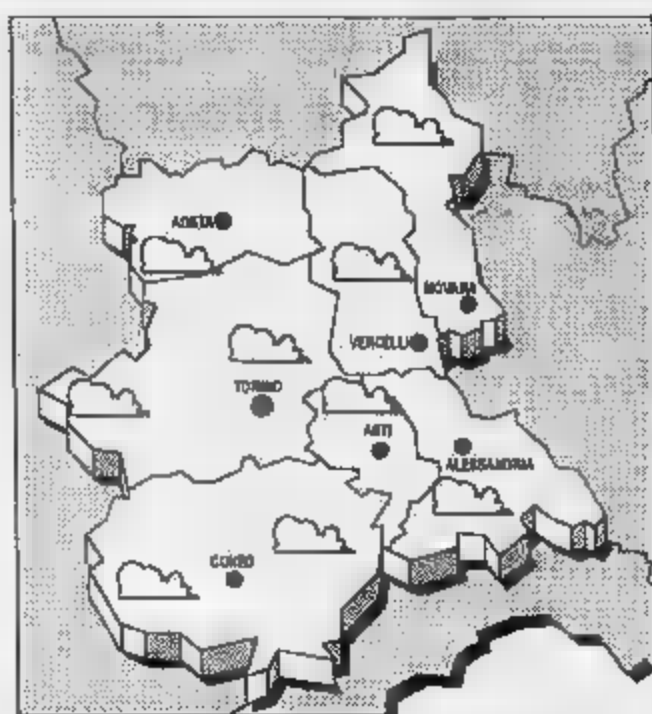 AOSTA
NOVARA
VERCELLI
TORINO
ASTI
ALESSANDRIA
CUNEO